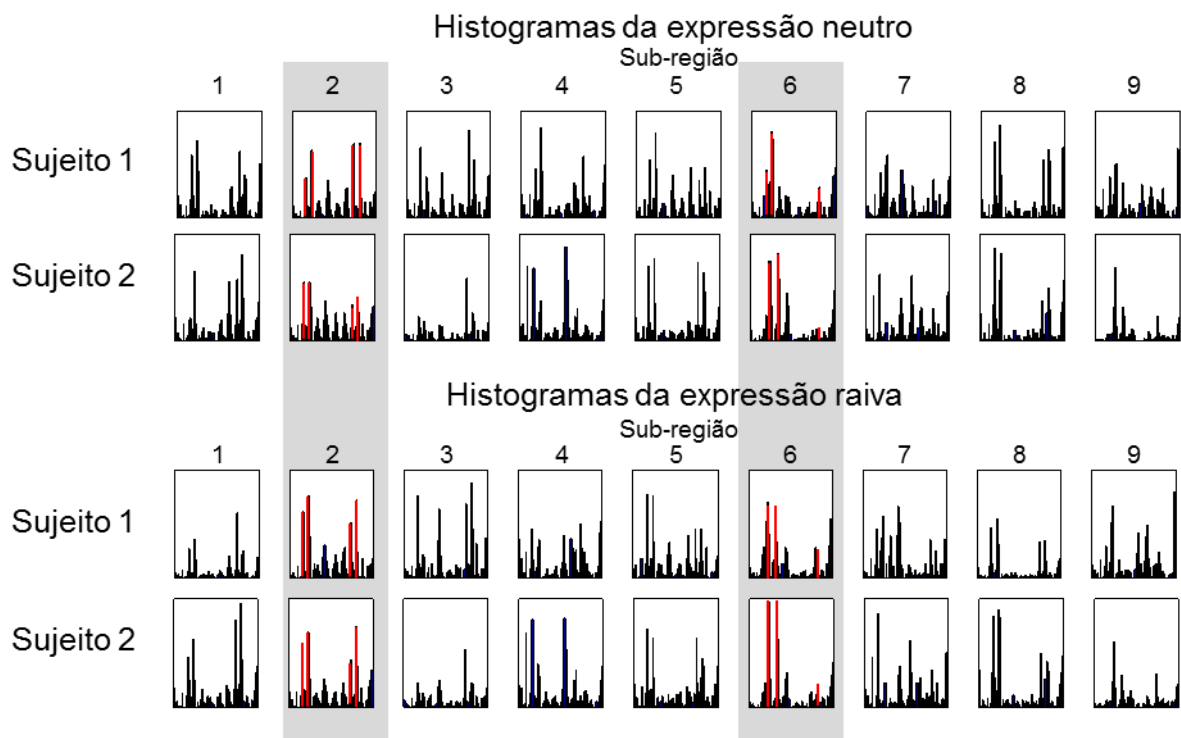 Histogramas da expressão neutro
Sub-região
1 2 3 4 5 6 7 8 9
Sujeito 1
Sujeito 2
Histogramas da expressão raiva
Sub-região
1 2 3 4 5 6 7 8 9
Sujeito 1
Sujeito 2